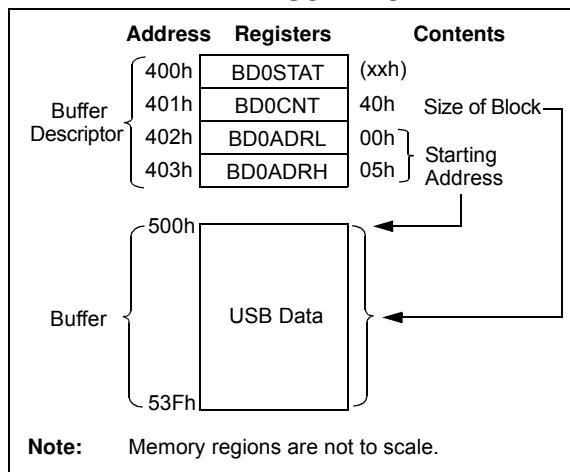 Address Registers Contents
400h BD0STAT (xxh)
401h BD0CNT 40h Size of Block
402h BD0ADRL 00h
403h BD0ADRH 05h
Buffer
Descriptor
Starting
Address
500h
Buffer
USB Data
53Fh
Note: Memory regions are not to scale.